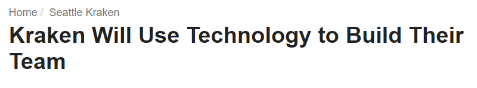 Home / Seattle Kraken
Kraken Will Use Technology to Build Their
Team